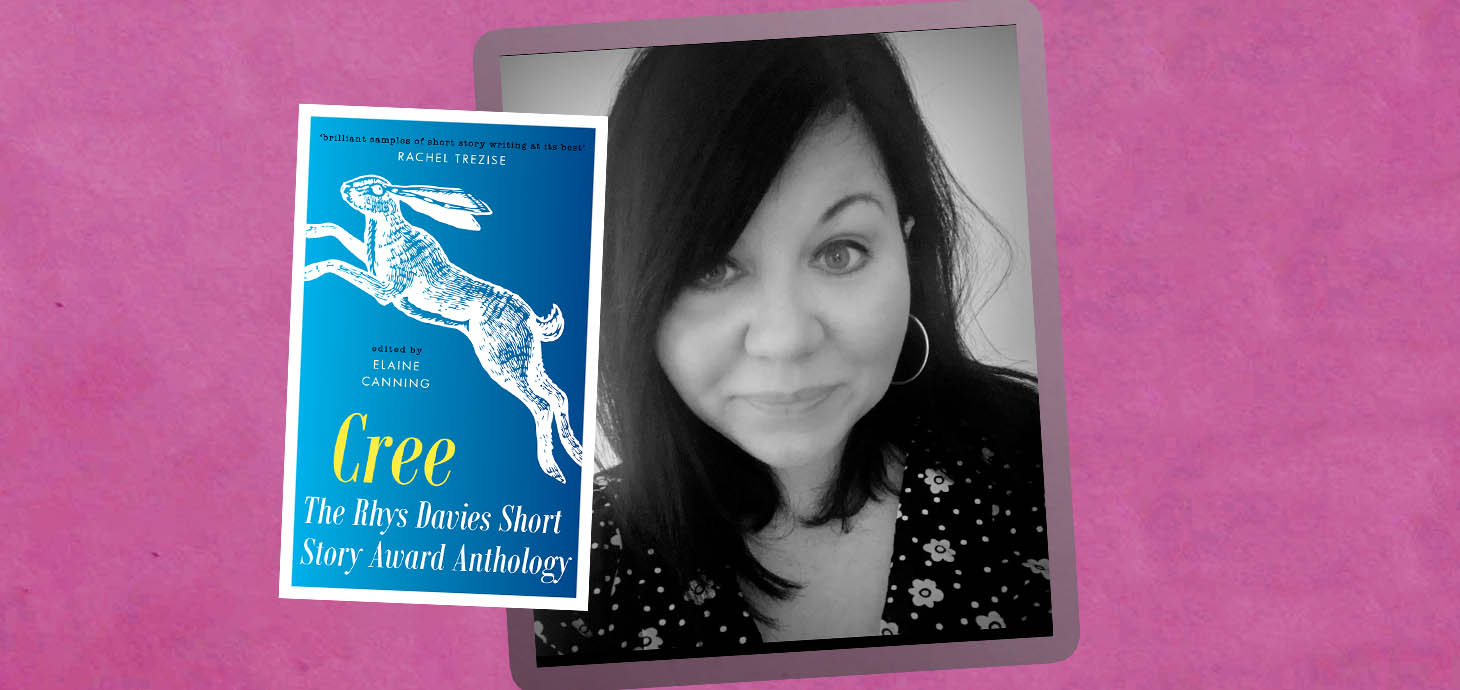 'brilliant samples of short story writing at its best'
RACHEL TREZISE
edited by
ELAINE
CANNING
Cree
The Rhys Davies Short
Story Award Anthology